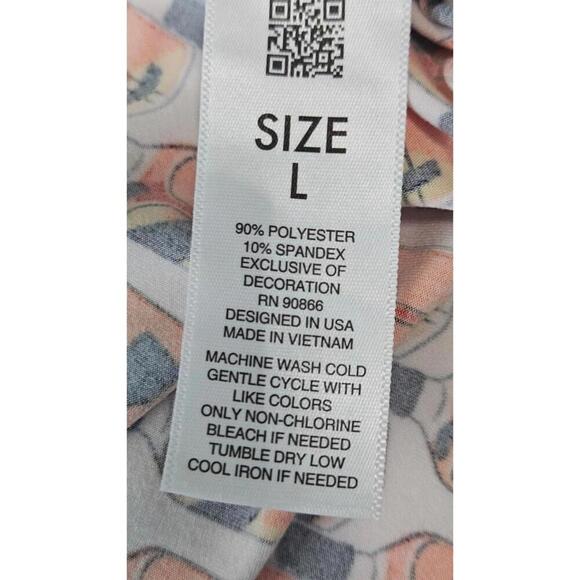 SIZE
L
90% POLYESTER
10% SPANDEX
EXCLUSIVE OF
DECORATION
RN 90866
DESIGNED IN USA
MADE IN VIETNAM
MACHINE WASH COLD
GENTLE CYCLE WITH
LIKE COLORS
ONLY NON-CHLORINE
BLEACH IF NEEDED
TUMBLE DRY LOW
COOL IRON IF NEEDED